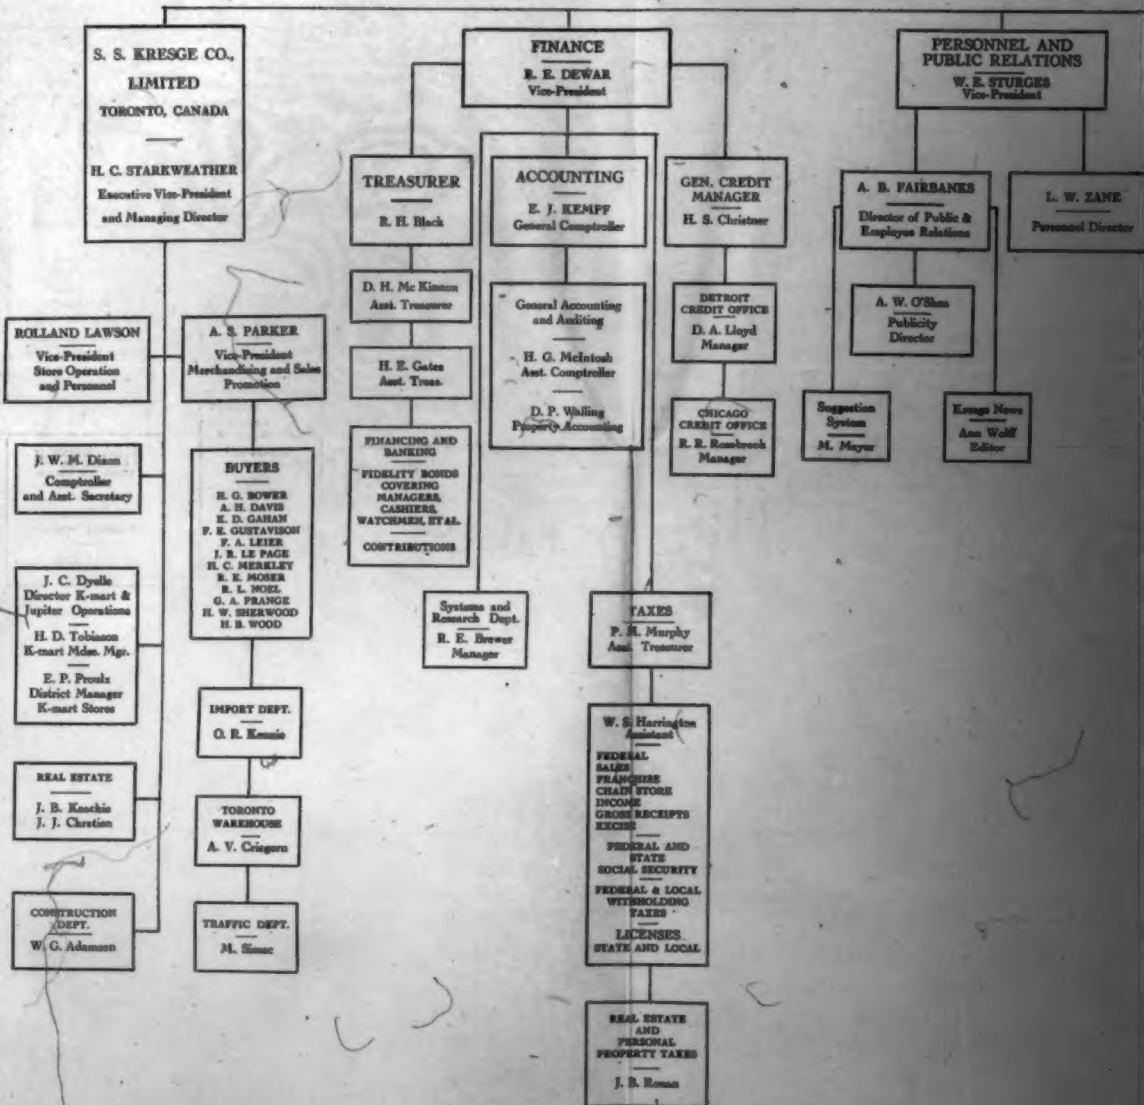 S. S. KRESGE CO.,
LIMITED
TORONTO, CANADA
H. C. STARKWEATHER
Executive Vice-President
and Managing Director
ROLLAND LAWSON
Vice-President
Store Operation
and Personnel
A. S. PARKER
Vice-President
Merchandising and Sales
Promotion
J. W. M. Dixon
Comptroller
and Asst. Secretary
BUYERS
H. G. BOWER
A. H. DAVIS
K. D. GAHAN
F. E. GUSTAVISON
F. A. LEIER
J. R. LE PAGE
H. C. MERKLEY
R. E. MOSER
R. L. NOEL
G. A. PRANGE
H. W. SHERWOOD
H. B. WOOD
J. C. Dyelle
Director K-mart &
Jupiter Operations
H. D. Tobinson
K-mart Mdse. Mgr.
E. P. Proulx
District Manager
K-mart Stores
IMPORT DEPT.
O. R. Kennie
REAL ESTATE
J. B. Keachie
J. J. Chretien
TORONTO
WAREHOUSE
A. V. Criegern
CONSTRUCTION
DEPT.
W. G. Adamson
TRAFFIC DEPT.
M. Simac
FINANCE
R. E. DEWAR
Vice-President
TREASURER
R. H. Black
D. H. Mc Kinnon
Asst. Treasurer
H. E. Gates
Asst. Treas.
FINANCING AND
BANKING
FIDELITY BONDS
COVERING
MANAGERS,
CASHIERS,
WATCHMEN, ET AL.
CONTRIBUTIONS
ACCOUNTING
E. J. KEMPF
General Comptroller
General Accounting
and Auditing
H. G. McIntosh
Asst. Comptroller
D. P. Walling
Property Accounting
GEN. CREDIT
MANAGER
H. S. Christner
DETROIT
CREDIT OFFICE
D. A. Lloyd
Manager
CHICAGO
CREDIT OFFICE
R. R. Rosebrock
Manager
Systems and
Research Dept.
R. E. Brewer
Manager
TAXES
P. M. Murphy
Asst. Treasurer
W. S. Harrington
Assistant
FEDERAL
SALES
FRANCHISE
CHAIN STORE
INCOME
GROSS RECEIPTS
EXCISE
FEDERAL AND
STATE
SOCIAL SECURITY
FEDERAL & LOCAL
WITHHOLDING
TAXES
LICENSES
STATE AND LOCAL
REAL ESTATE
AND
PERSONAL
PROPERTY TAXES
J. B. Ronan
PERSONNEL AND
PUBLIC RELATIONS
W. E. STURGES
Vice-President
A. B. FAIRBANKS
Director of Public &
Employee Relations
L. W. ZANE
Personnel Director
A. W. O'Shea
Publicity
Director
Suggestion
System
M. Mayer
Kresge News
Ann Wolff
Editor